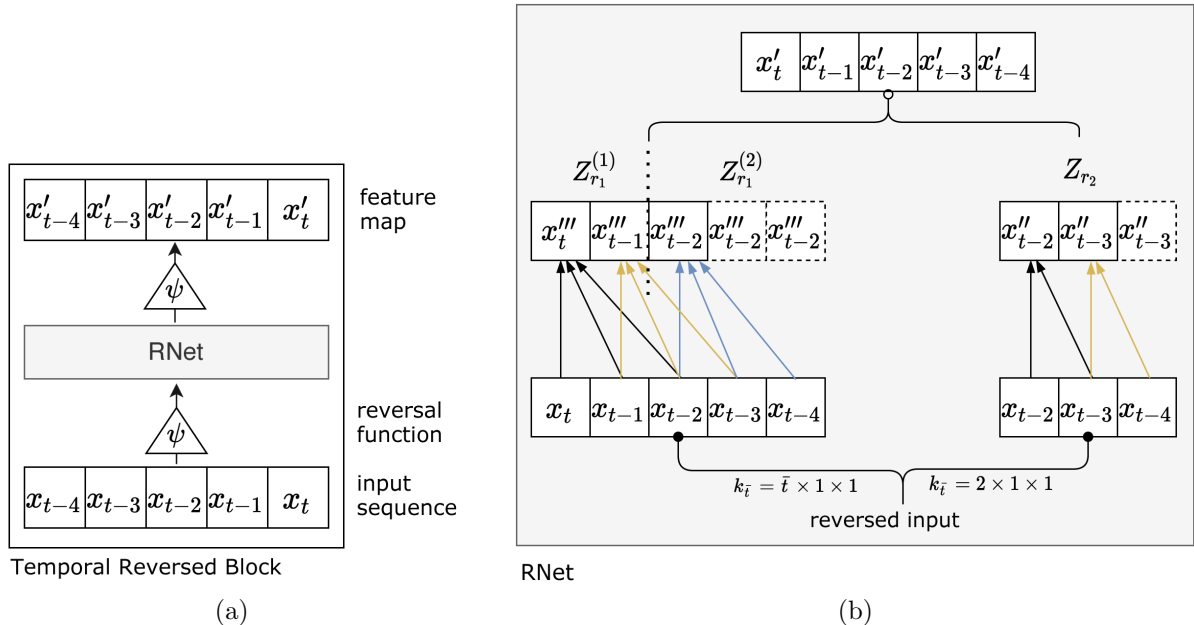 x'_{t-4} x'_{t-3} x'_{t-2} x'_{t-1} x'_t
feature
map
ψ
RNet
reversal
function
ψ
x_{t-4} x_{t-3} x_{t-2} x_{t-1} x_t
input
sequence
Temporal Reversed Block
(a)
x'_t x'_{t-1} x'_{t-2} x'_{t-3} x'_{t-4}
Z_{r_1}^{(1)} Z_{r_1}^{(2)} Z_{r_2}
x'''_t x'''_{t-1} x'''_{t-2} x'''_{t-2} x'''_{t-2}
x''_{t-2} x''_{t-3} x''_{t-3}
x_t x_{t-1} x_{t-2} x_{t-3} x_{t-4}
x_{t-2} x_{t-3} x_{t-4}
k_{\bar{t}} = \bar{t} × 1 × 1
k_{\bar{t}} = 2 × 1 × 1
reversed input
RNet
(b)